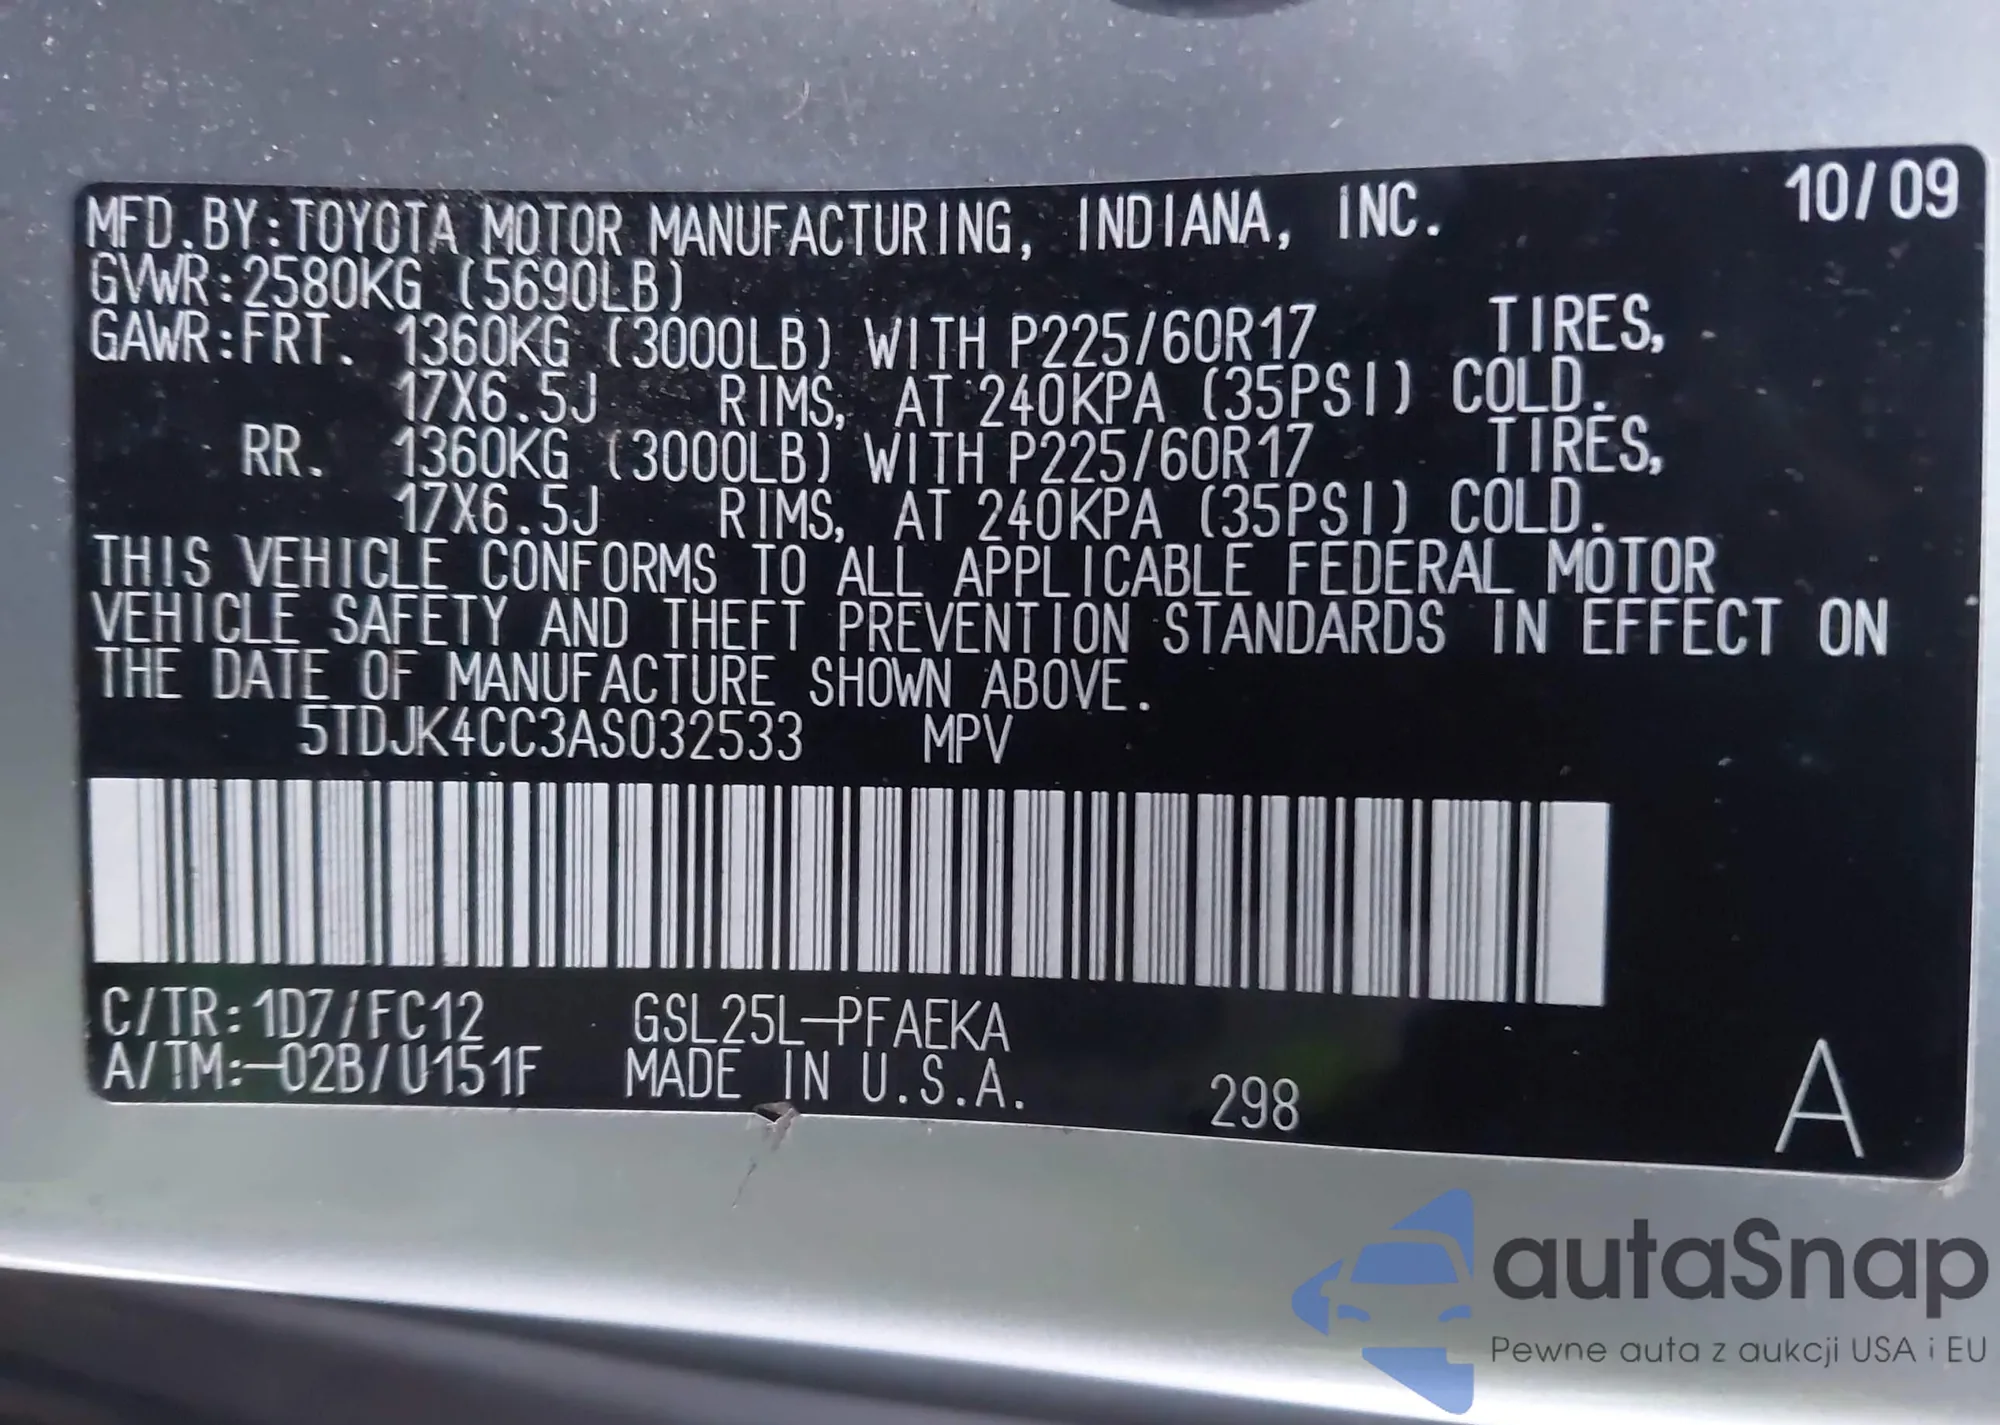 10/09
MFD.BY:TOYOTA MOTOR MANUFACTURING, INDIANA, INC.
GVWR:2580KG (5690LB)
GAWR:FRT. 1360KG (3000LB) WITH P225/60R17 TIRES,
17X6.5J RIMS, AT 240KPA (35PSI) COLD.
RR. 1360KG (3000LB) WITH P225/60R17 TIRES,
17X6.5J RIMS, AT 240KPA (35PSI) COLD.
THIS VEHICLE CONFORMS TO ALL APPLICABLE FEDERAL MOTOR
VEHICLE SAFETY AND THEFT PREVENTION STANDARDS IN EFFECT ON
THE DATE OF MANUFACTURE SHOWN ABOVE.
5TDJK4CC3AS032533 MPV
C/TR:1D7/FC12 GSL25L-PFAEKA
A/TM:-02B/U151F MADE IN U.S.A. 298 A
autaSnap
Pewne auta z aukcji USA i EU